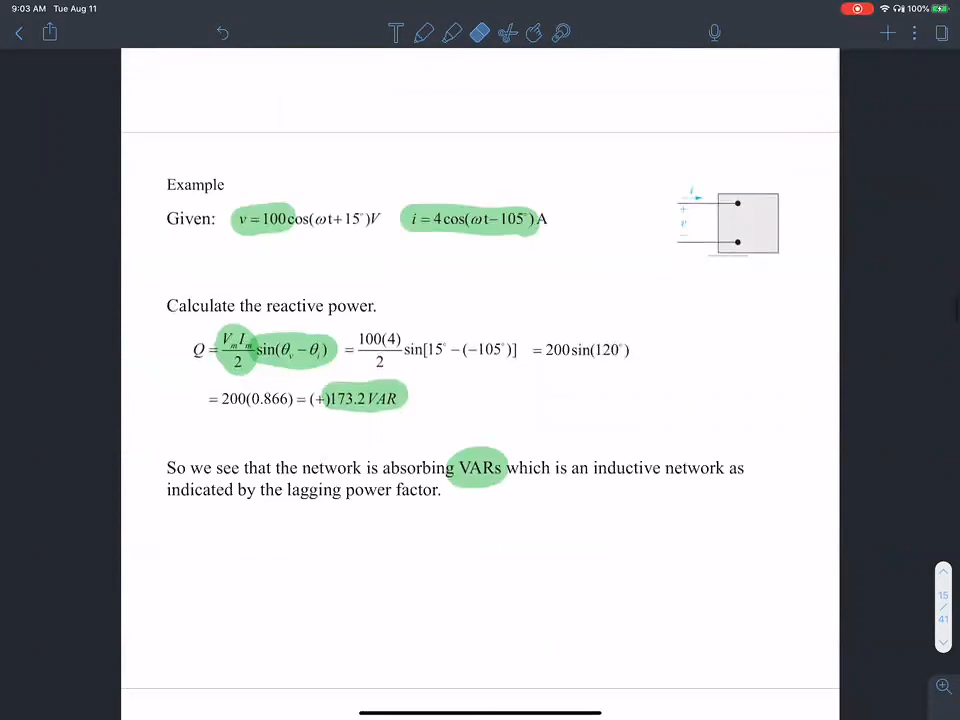 9:03 AM Tue Aug 11
100%
Example
Given: v = 100cos(ωt+15°)V i = 4cos(ωt−105°)A
i
+
v
−
Calculate the reactive power.
Q = VmIm/2 sin(θv − θi) = 100(4)/2 sin[15° − (−105°)] = 200sin(120°)
= 200(0.866) = (+)173.2VAR
So we see that the network is absorbing VARs which is an inductive network as
indicated by the lagging power factor.
15
/
41